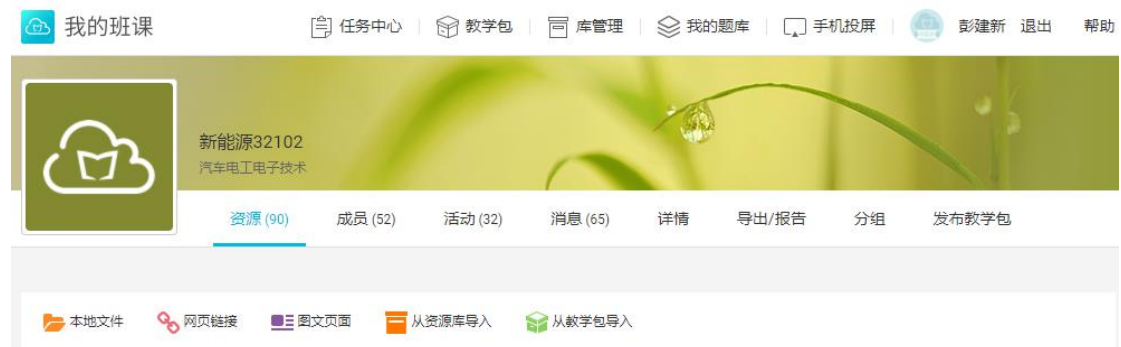 我的班课 任务中心 教学包 库管理 我的题库 手机投屏 彭建新 退出 帮助
新能源32102
汽车电工电子技术
资源 (90) 成员 (52) 活动 (32) 消息 (65) 详情 导出/报告 分组 发布教学包
本地文件 网页链接 图文页面 从资源库导入 从教学包导入